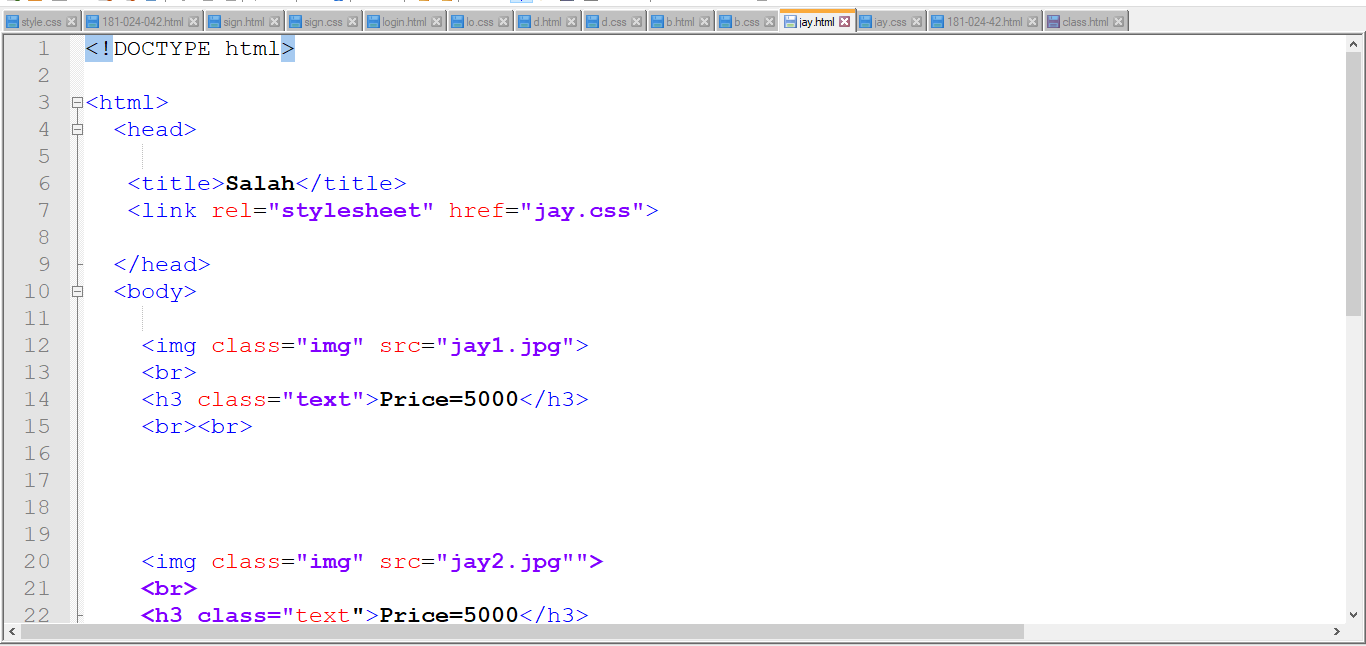 style.css 181-024-042.html sign.html sign.css login.html lo.css d.html d.css b.html b.css jay.html jay.css 181-024-42.html class.html
1 <!DOCTYPE html>
2
3 <html>
4 <head>
5
6 <title>Salah</title>
7 <link rel="stylesheet" href="jay.css">
8
9 </head>
10 <body>
11
12 <img class="img" src="jay1.jpg">
13 <br>
14 <h3 class="text">Price=5000</h3>
15 <br><br>
16
17
18
19
20 <img class="img" src="jay2.jpg"">
21 <br>
22 <h3 class="text">Price=5000</h3>